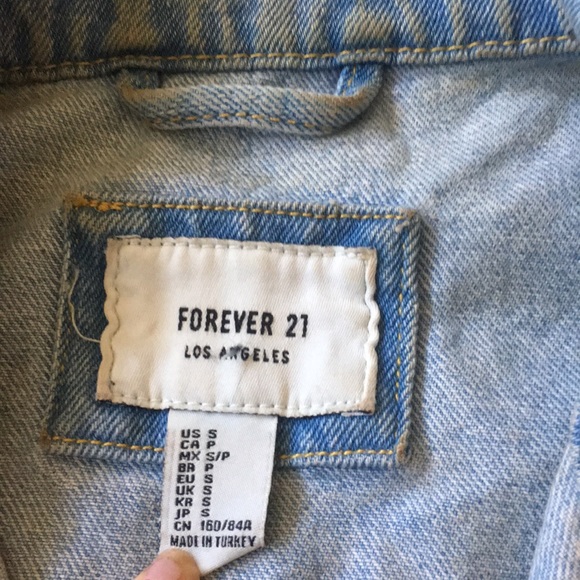 FOREVER 21
LOS ANGELES
US S
CA P
MX S/P
BR P
EU S
UK S
KR S
JP S
CN 160/84A
MADE IN TURKEY